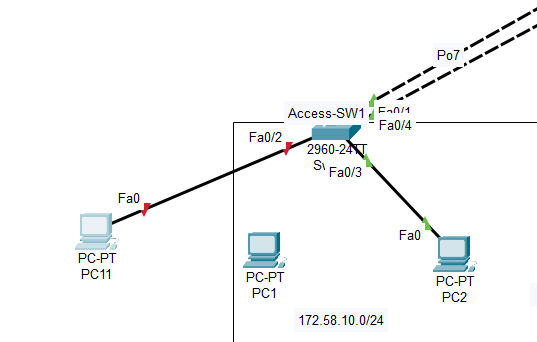 Po7
Access-SW1
Fa0/1
Fa0/4
Fa0/2
2960-24TT
Fa0/3
Fa0
PC-PT
PC11
PC-PT
PC1
Fa0
PC-PT
PC2
172.58.10.0/24